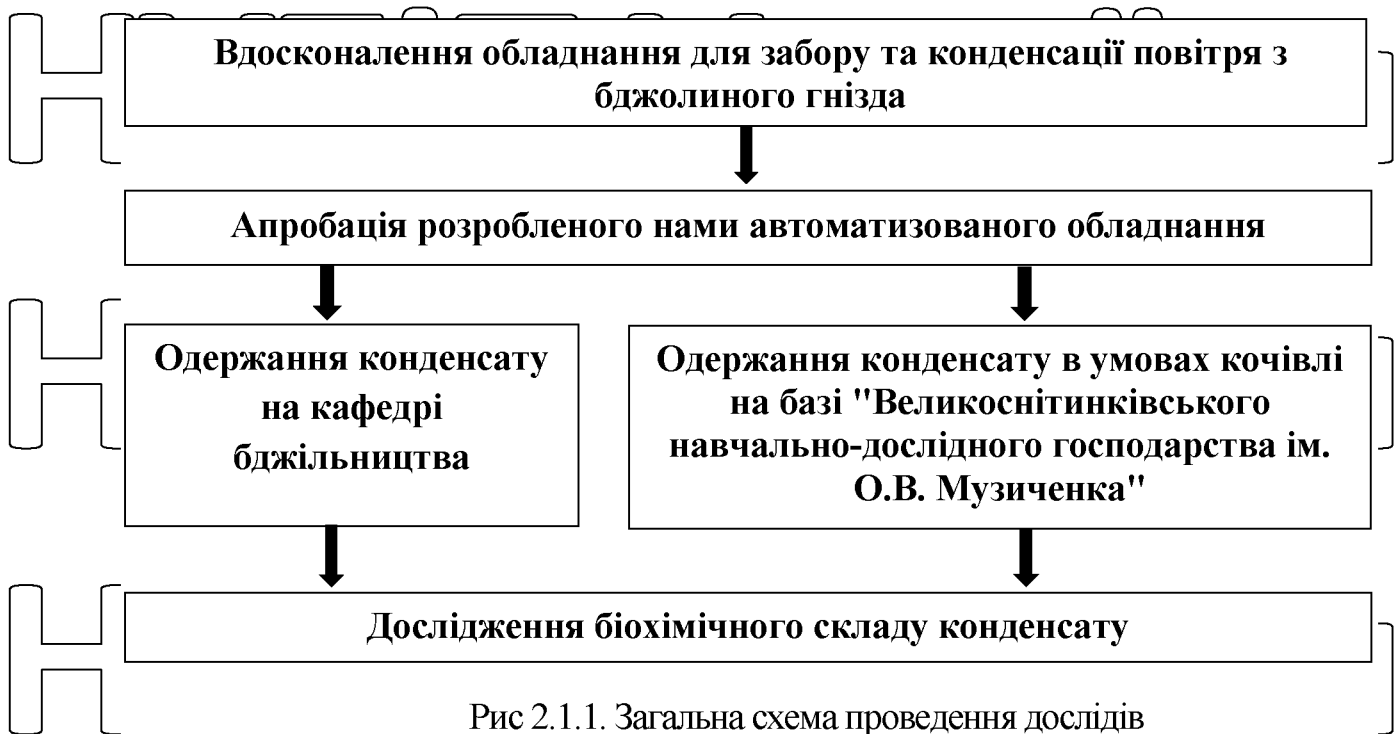 Вдосконалення обладнання для забору та конденсації повітря з
бджолиного гнізда
Апробація розробленого нами автоматизованого обладнання
Одержання конденсату
на кафедрі
бджільництва
Одержання конденсату в умовах кочівлі
на базі "Великоснітинківського
навчально-дослідного господарства ім.
О.В. Музиченка"
Дослідження біохімічного складу конденсату
Рис 2.1.1. Загальна схема проведення дослідів